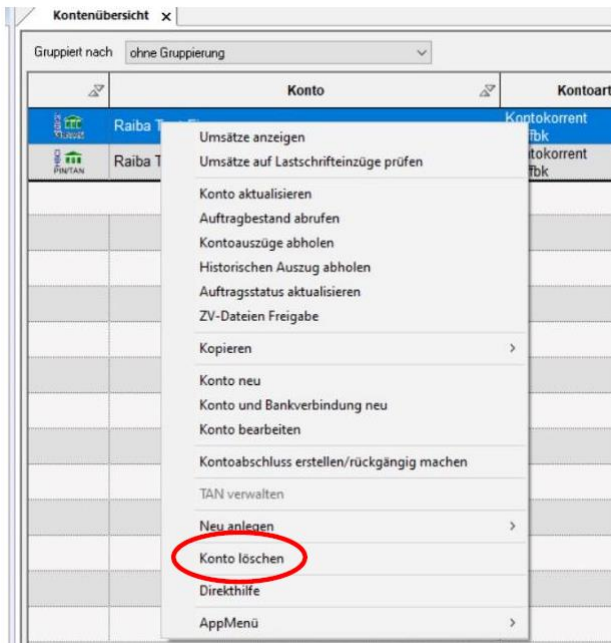 Kontenübersicht x
Gruppiert nach ohne Gruppierung
Konto Kontoart
Raiba Kontokorrent
Raiba
PIN/TAN
Umsätze anzeigen
Umsätze auf Lastschrifteinzüge prüfen
Konto aktualisieren
Auftragbestand abrufen
Kontoauszüge abholen
Historischen Auszug abholen
Auftragsstatus aktualisieren
ZV-Dateien Freigabe
Kopieren
Konto neu
Konto und Bankverbindung neu
Konto bearbeiten
Kontoabschluss erstellen/rückgängig machen
TAN verwalten
Neu anlegen
Konto löschen
Direkthilfe
AppMenü